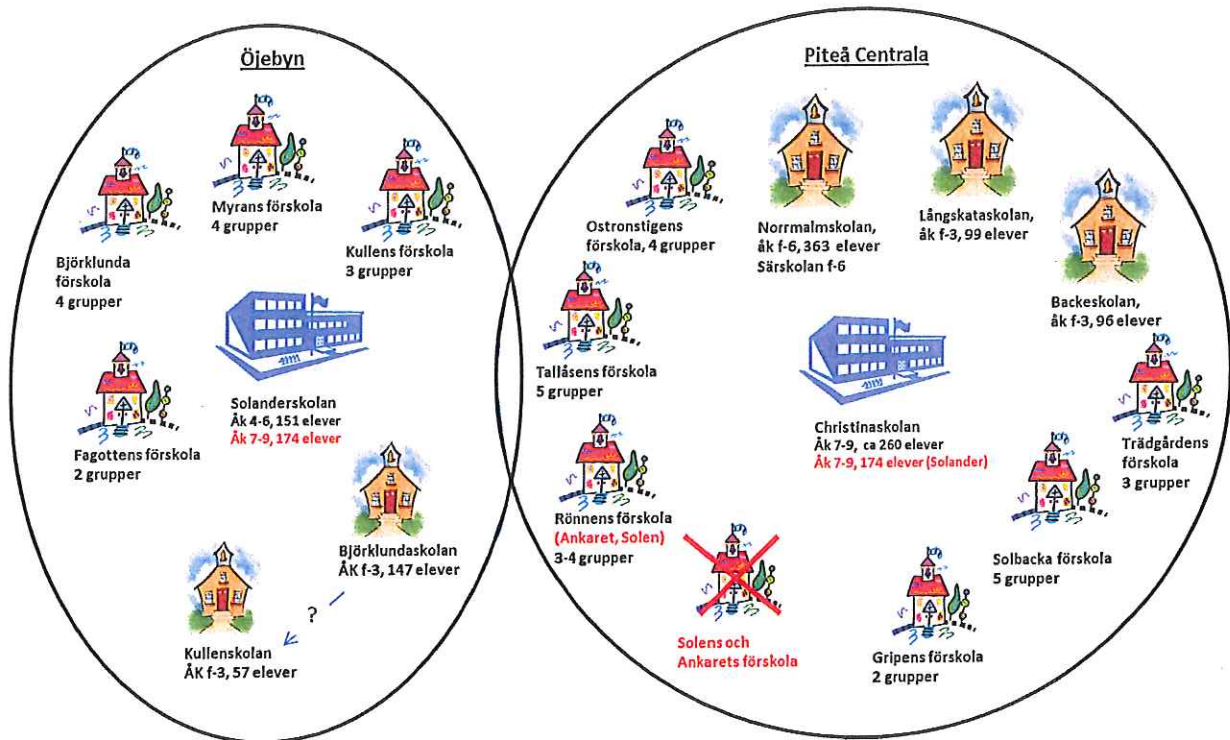 Öjebyn
Myrans förskola
4 grupper
Kullens förskola
3 grupper
Björklunda
förskola
4 grupper
Solanderskolan
Åk 4-6, 151 elever
Åk 7-9, 174 elever
Fagottens förskola
2 grupper
Björklundaskolan
ÅK f-3, 147 elever
?
Kullenskolan
ÅK f-3, 57 elever
Piteå Centrala
Ostronstigens
förskola, 4 grupper
Norrmalmskolan,
åk f-6, 363 elever
Särskolan f-6
Långskataskolan,
åk f-3, 99 elever
Backeskolan,
åk f-3, 96 elever
Tallåsens förskola
5 grupper
Christinaskolan
Åk 7-9, ca 260 elever
Åk 7-9, 174 elever (Solander)
Trädgårdens
förskola
3 grupper
Rönnens förskola
(Ankaret, Solen)
3-4 grupper
Solbacka förskola
5 grupper
Solens och
Ankarets förskola
Gripens förskola
2 grupper